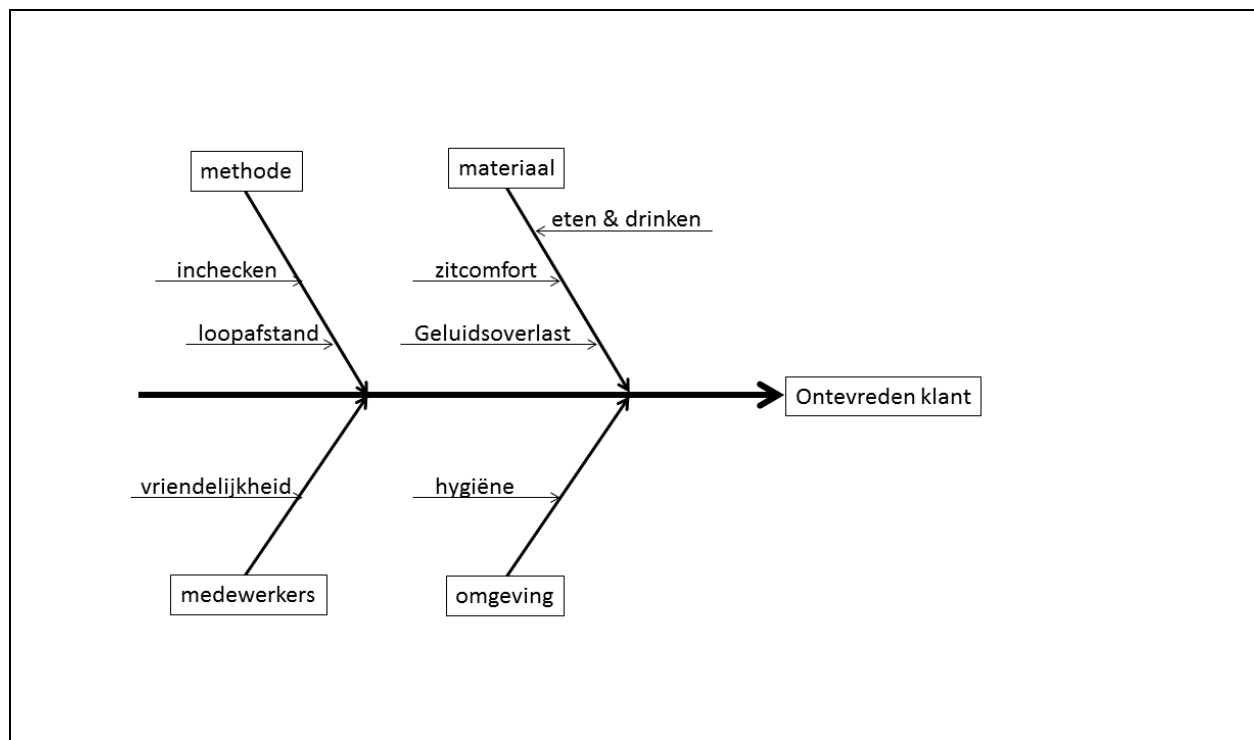 methode
materiaal
eten & drinken
inchecken
zitcomfort
loopafstand
Geluidsoverlast
Ontevreden klant
vriendelijkheid
hygiëne
medewerkers
omgeving